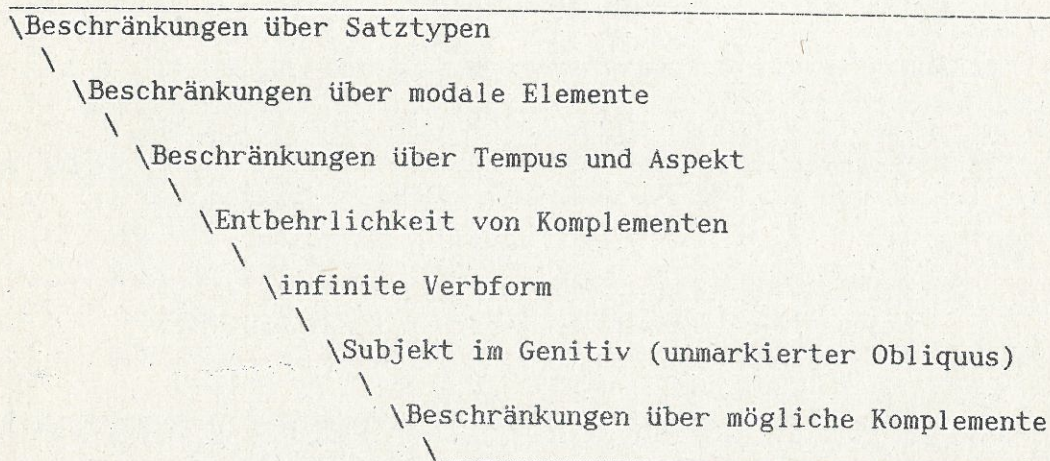 \Beschränkungen über Satztypen
\
\Beschränkungen über modale Elemente
\
\Beschränkungen über Tempus und Aspekt
\
\Entbehrlichkeit von Komplementen
\
\infinite Verbform
\
\Subjekt im Genitiv (unmarkierter Obliquus)
\
\Beschränkungen über mögliche Komplemente
\